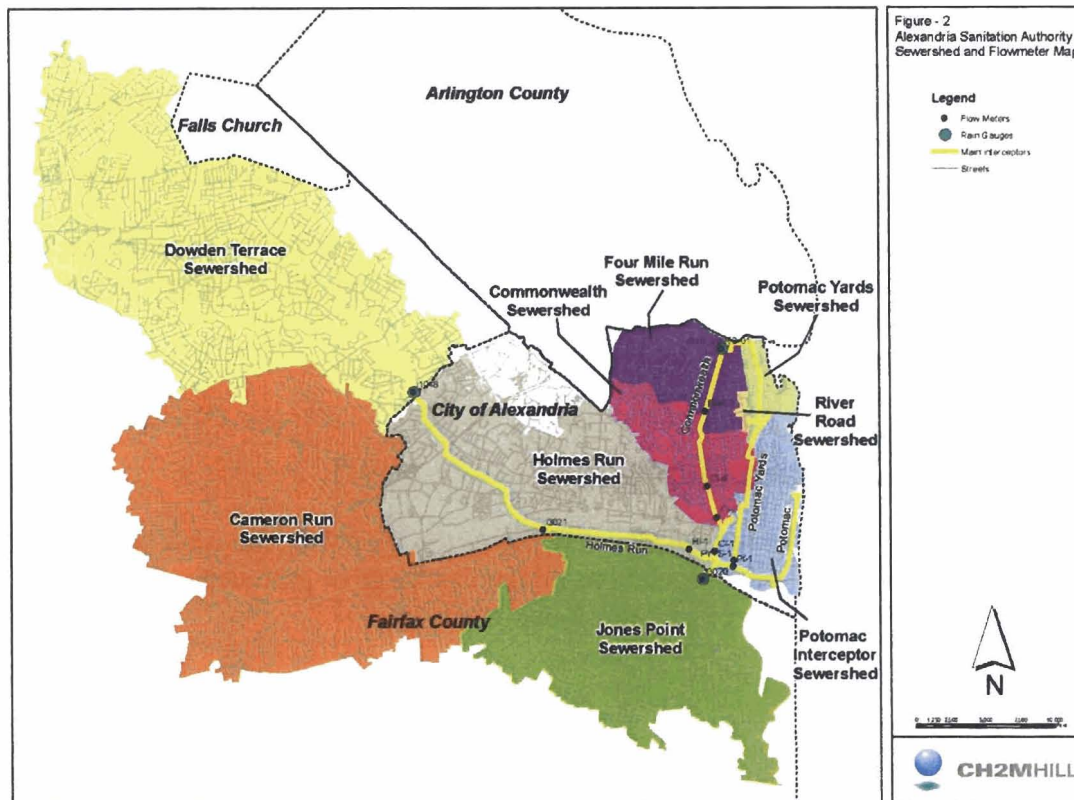 Figure - 2
Alexandria Sanitation Authority
Sewershed and Flowmeter Map
Legend
Flow Meters
Rain Gauges
Main Interceptors
Streets
Arlington County
Falls Church
Dowden Terrace
Sewershed
Four Mile Run
Sewershed
Commonwealth
Sewershed
Potomac Yards
Sewershed
Commonwealth
River
Road
Sewershed
City of Alexandria
Holmes Run
Sewershed
Potomac Yards
Potomac
Cameron Run
Sewershed
Holmes Run
Fairfax County
Jones Point
Sewershed
Potomac
Interceptor
Sewershed
N
CH2MHILL